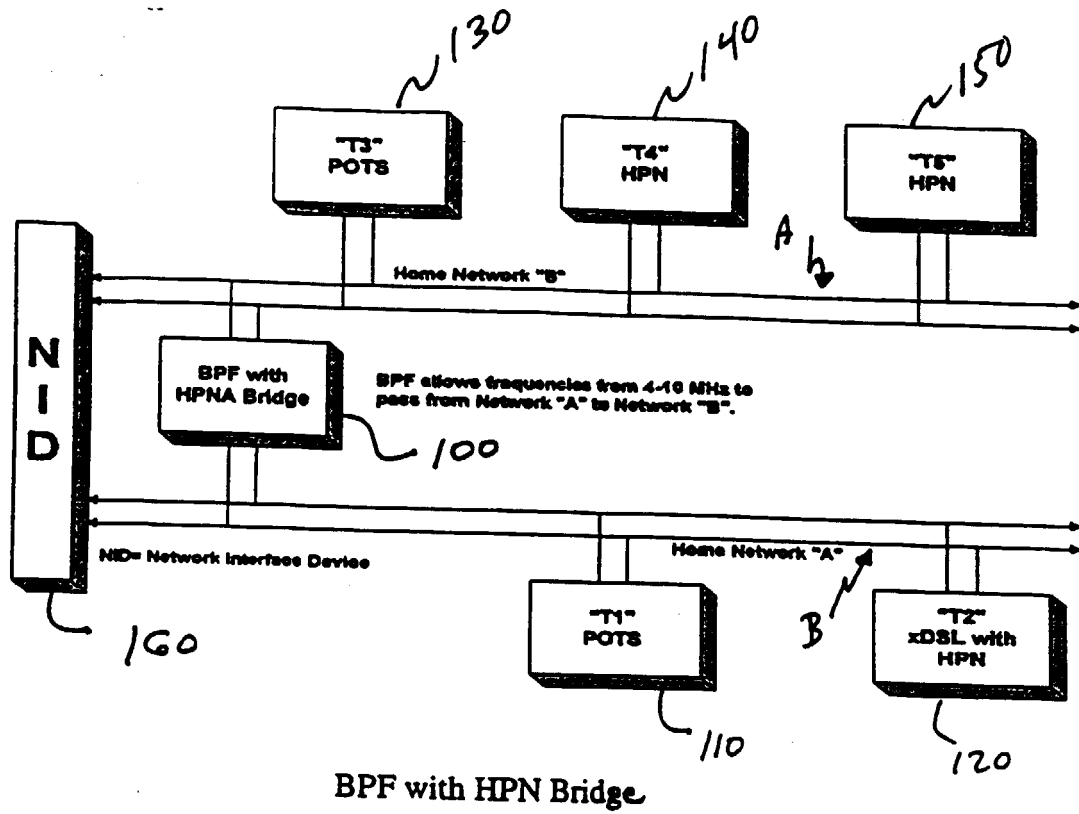 130
140
150
"T3"
POTS
"T4"
HPN
"T5"
HPN
A
Home Network "B"
NID
BPF with
HPNA Bridge
BPF allows frequencies from 4-10 MHz to
pass from Network "A" to Network "B".
100
NID= Network Interface Device
Home Network "A"
160
"T1"
POTS
B
"T2"
xDSL with
HPN
110
120
BPF with HPN Bridge